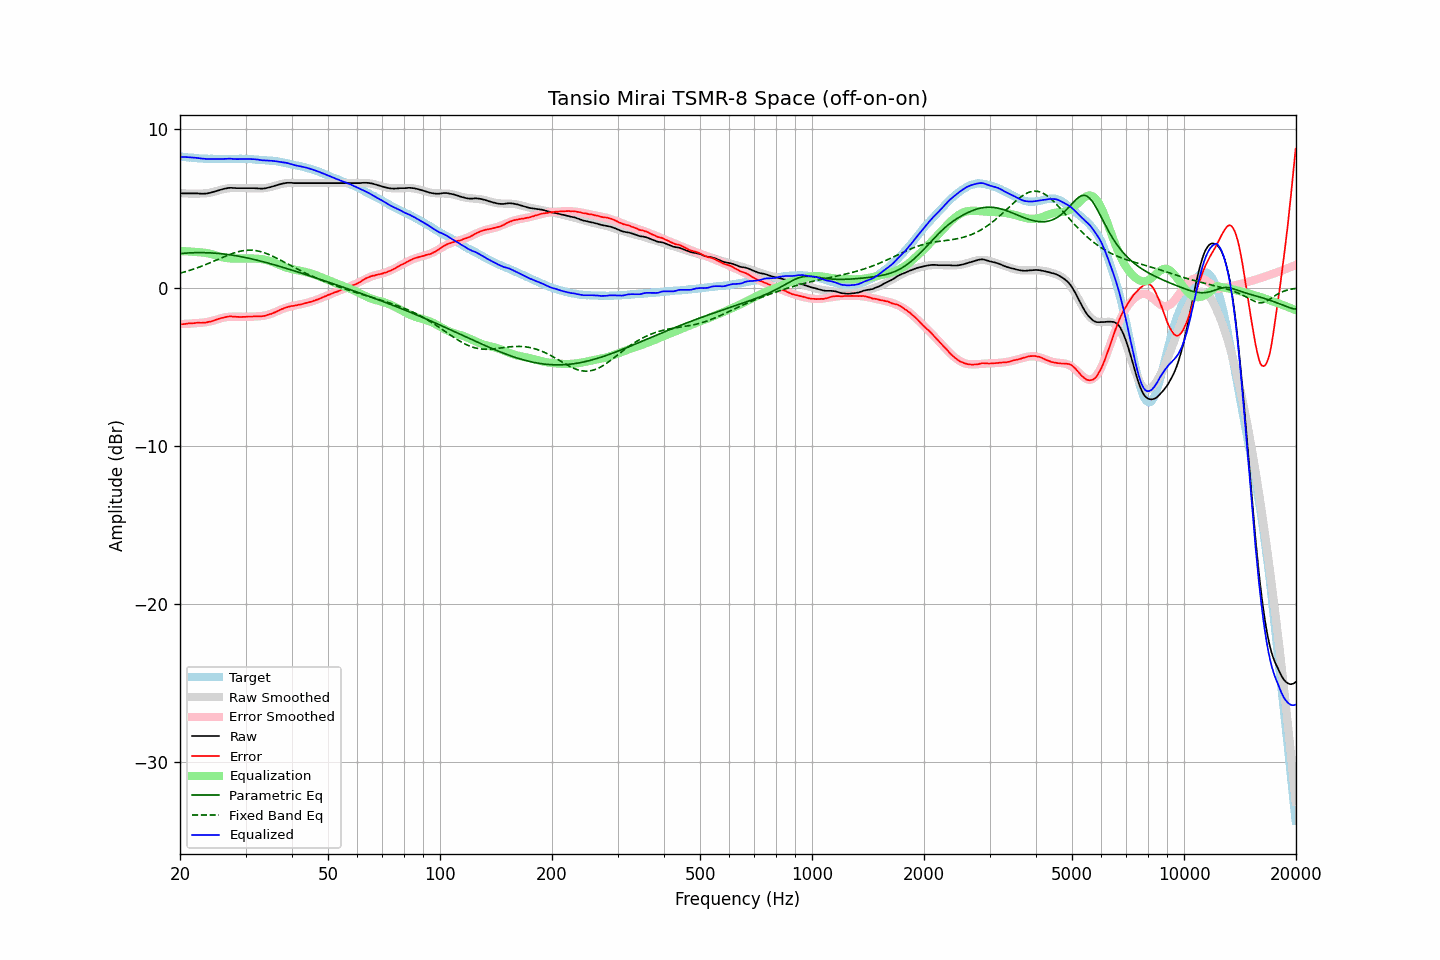 Tansio Mirai TSMR-8 Space (off-on-on)
10
0
−10
−20
−30
Amplitude (dBr)
Target
Raw Smoothed
Error Smoothed
Raw
Error
Equalization
Parametric Eq
Fixed Band Eq
Equalized
20 50 100 200 500 1000 2000 5000 10000 20000
Frequency (Hz)